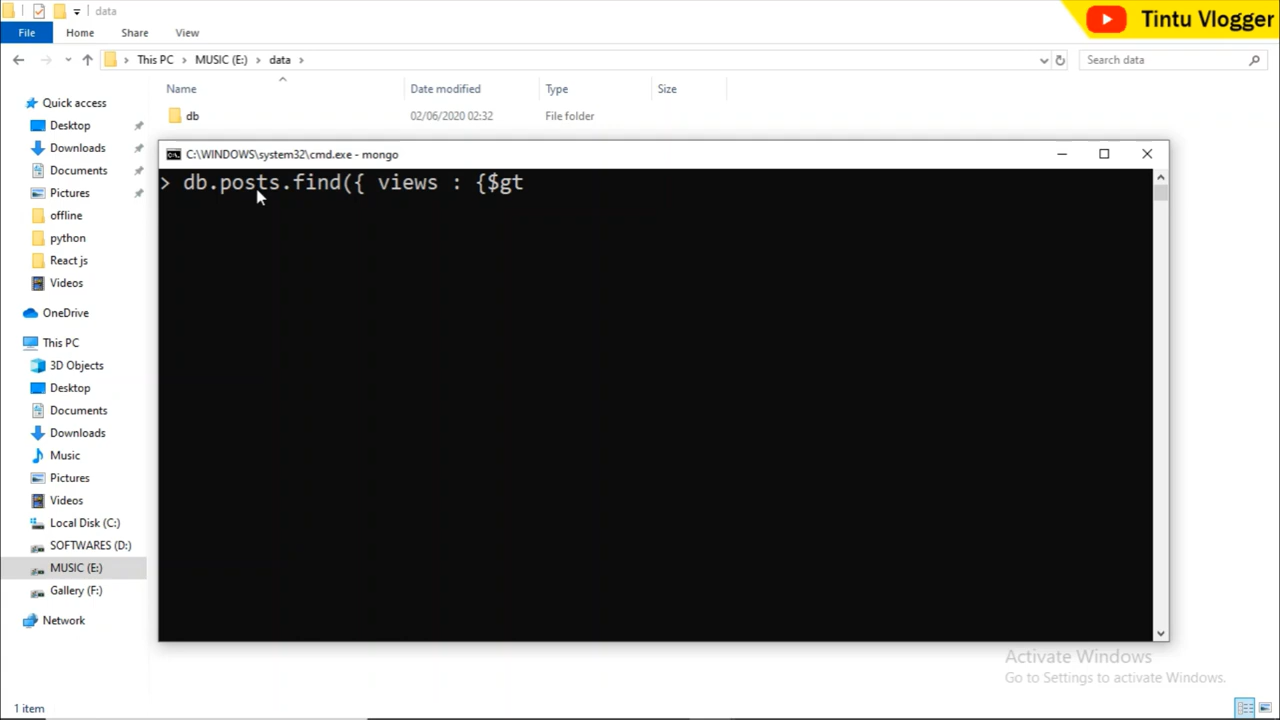 data
Tintu Vlogger
File Home Share View
This PC MUSIC (E:) data
Search data
Name Date modified Type Size
db 02/06/2020 02:32 File folder
Quick access
Desktop
Downloads
Documents
Pictures
offline
python
React js
Videos
OneDrive
This PC
3D Objects
Desktop
Documents
Downloads
Music
Pictures
Videos
Local Disk (C:)
SOFTWARES (D:)
MUSIC (E:)
Gallery (F:)
Network
C:\WINDOWS\system32\cmd.exe - mongo
> db.posts.find({ views : {$gt
Activate Windows
Go to Settings to activate Windows.
1 item